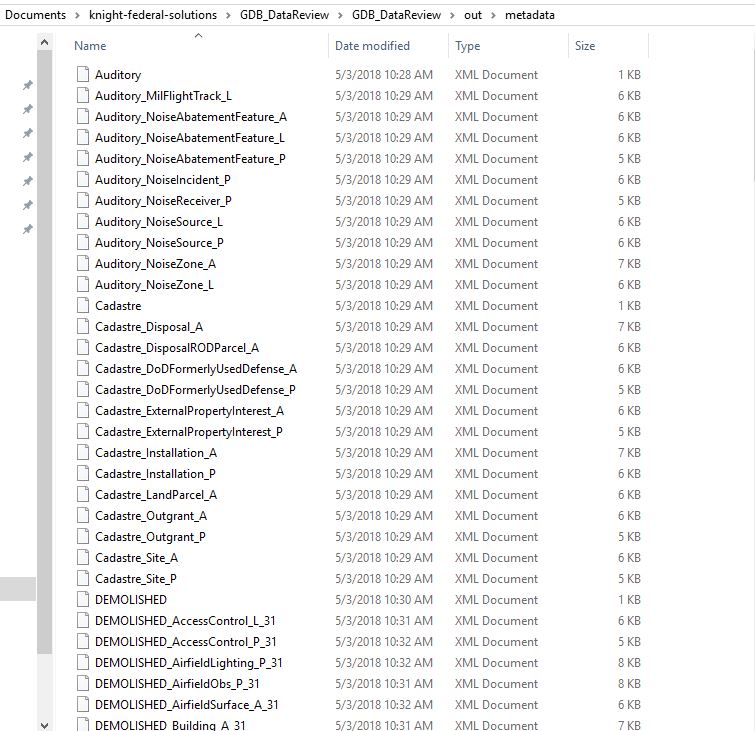 Documents > knight-federal-solutions > GDB_DataReview > GDB_DataReview > out > metadata
Name Date modified Type Size
Auditory 5/3/2018 10:28 AM XML Document 1 KB
Auditory_MilFlightTrack_L 5/3/2018 10:29 AM XML Document 6 KB
Auditory_NoiseAbatementFeature_A 5/3/2018 10:29 AM XML Document 6 KB
Auditory_NoiseAbatementFeature_L 5/3/2018 10:29 AM XML Document 6 KB
Auditory_NoiseAbatementFeature_P 5/3/2018 10:29 AM XML Document 5 KB
Auditory_NoiseIncident_P 5/3/2018 10:29 AM XML Document 6 KB
Auditory_NoiseReceiver_P 5/3/2018 10:29 AM XML Document 5 KB
Auditory_NoiseSource_L 5/3/2018 10:29 AM XML Document 6 KB
Auditory_NoiseSource_P 5/3/2018 10:29 AM XML Document 6 KB
Auditory_NoiseZone_A 5/3/2018 10:29 AM XML Document 7 KB
Auditory_NoiseZone_L 5/3/2018 10:29 AM XML Document 6 KB
Cadastre 5/3/2018 10:29 AM XML Document 1 KB
Cadastre_Disposal_A 5/3/2018 10:29 AM XML Document 7 KB
Cadastre_DisposalRODParcel_A 5/3/2018 10:29 AM XML Document 6 KB
Cadastre_DoDFormerlyUsedDefense_A 5/3/2018 10:29 AM XML Document 6 KB
Cadastre_DoDFormerlyUsedDefense_P 5/3/2018 10:29 AM XML Document 5 KB
Cadastre_ExternalPropertyInterest_A 5/3/2018 10:29 AM XML Document 6 KB
Cadastre_ExternalPropertyInterest_P 5/3/2018 10:29 AM XML Document 5 KB
Cadastre_Installation_A 5/3/2018 10:29 AM XML Document 7 KB
Cadastre_Installation_P 5/3/2018 10:29 AM XML Document 6 KB
Cadastre_LandParcel_A 5/3/2018 10:29 AM XML Document 6 KB
Cadastre_Outgrant_A 5/3/2018 10:29 AM XML Document 6 KB
Cadastre_Outgrant_P 5/3/2018 10:29 AM XML Document 5 KB
Cadastre_Site_A 5/3/2018 10:29 AM XML Document 6 KB
Cadastre_Site_P 5/3/2018 10:29 AM XML Document 5 KB
DEMOLISHED 5/3/2018 10:30 AM XML Document 1 KB
DEMOLISHED_AccessControl_L_31 5/3/2018 10:31 AM XML Document 6 KB
DEMOLISHED_AccessControl_P_31 5/3/2018 10:32 AM XML Document 5 KB
DEMOLISHED_AirfieldLighting_P_31 5/3/2018 10:32 AM XML Document 8 KB
DEMOLISHED_AirfieldObs_P_31 5/3/2018 10:31 AM XML Document 8 KB
DEMOLISHED_AirfieldSurface_A_31 5/3/2018 10:32 AM XML Document 6 KB
DEMOLISHED_Building_A_31 5/3/2018 10:31 AM XML Document 7 KB